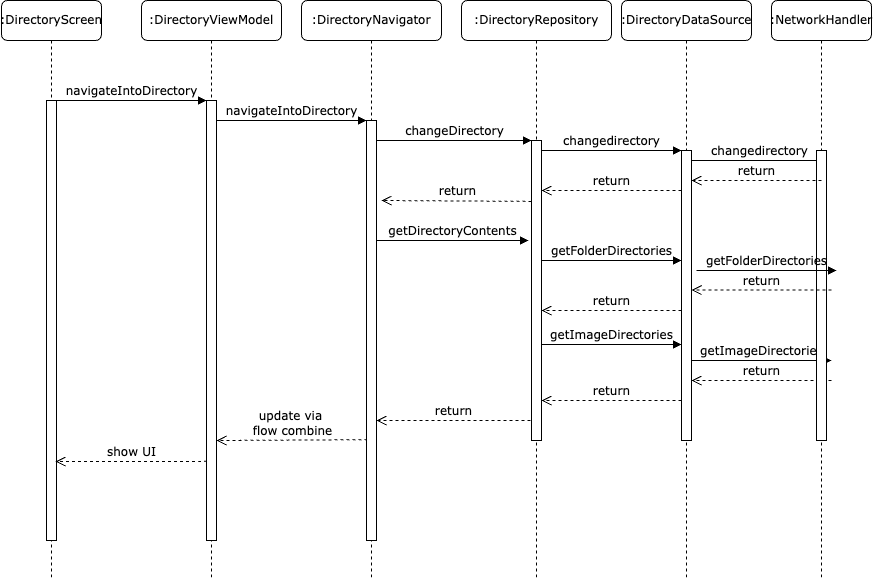 :DirectoryScreen :DirectoryViewModel :DirectoryNavigator :DirectoryRepository :DirectoryDataSource :NetworkHandler
navigateIntoDirectory
navigateIntoDirectory
changeDirectory
changedirectory
changedirectory
return
return
return
getDirectoryContents
getFolderDirectories
getFolderDirectories
return
return
getImageDirectories
getImageDirectorie
return
return
return
update via
flow combine
show UI